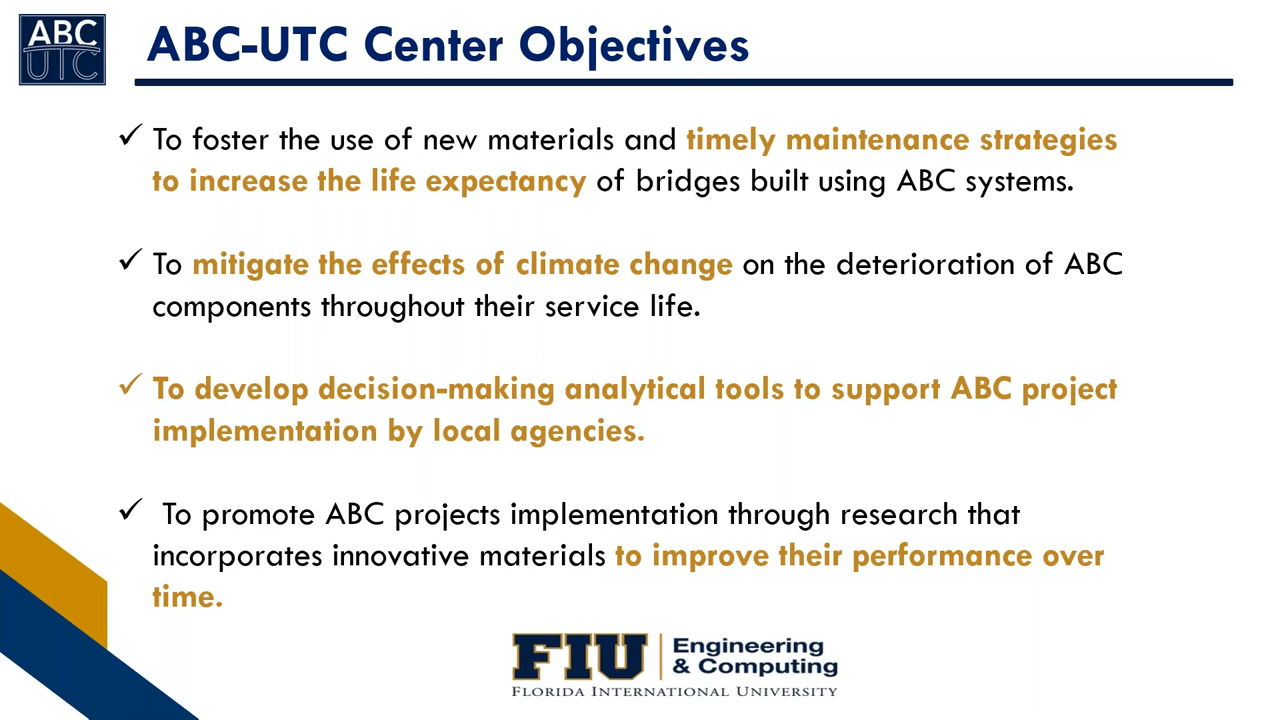 ABC
UTC
ABC-UTC Center Objectives
✓ To foster the use of new materials and timely maintenance strategies
to increase the life expectancy of bridges built using ABC systems.
✓ To mitigate the effects of climate change on the deterioration of ABC
components throughout their service life.
✓ To develop decision-making analytical tools to support ABC project
implementation by local agencies.
✓ To promote ABC projects implementation through research that
incorporates innovative materials to improve their performance over
time.
FIU | Engineering
& Computing
FLORIDA INTERNATIONAL UNIVERSITY